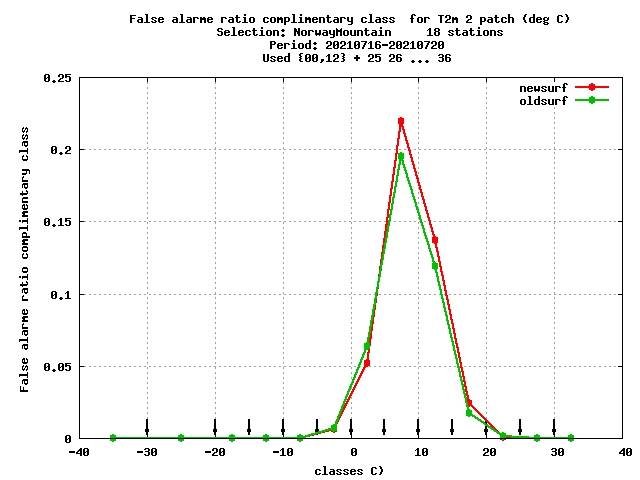 False alarme ratio complimentary class  for T2m 2 patch (deg C)
Selection: NorwayMountain     18 stations
Period: 20210716-20210720
Used {00,12} + 25 26 ... 36
newsurf
oldsurf
False alarme ratio complimentary class
0.25
0.2
0.15
0.1
0.05
0
-40 -30 -20 -10 0 10 20 30 40
classes C)